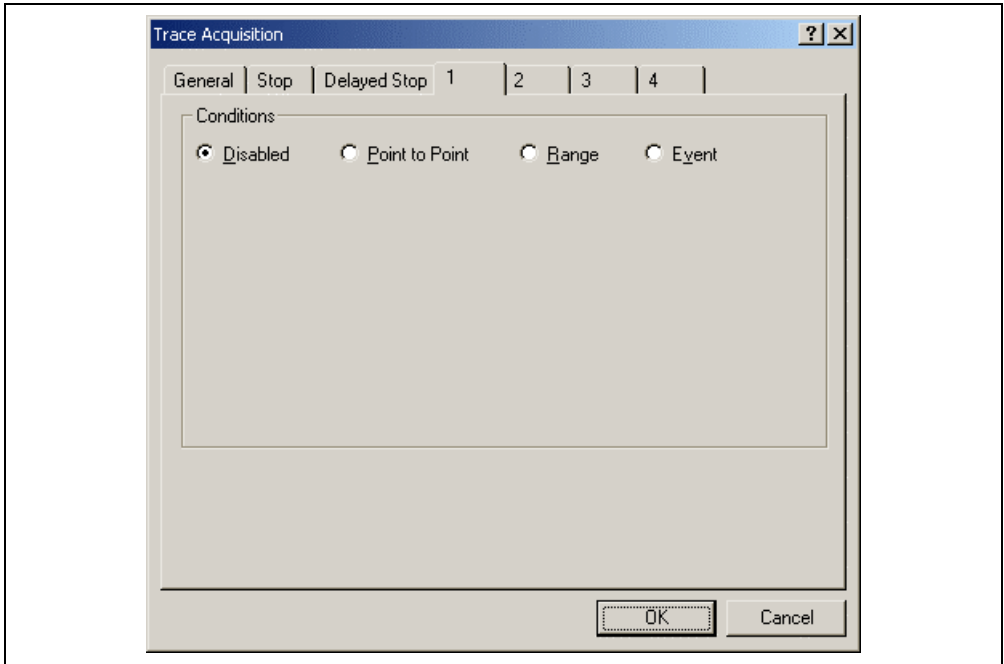 Trace Acquisition
General Stop Delayed Stop 1 2 3 4
Conditions
Disabled Point to Point Range Event
OK Cancel